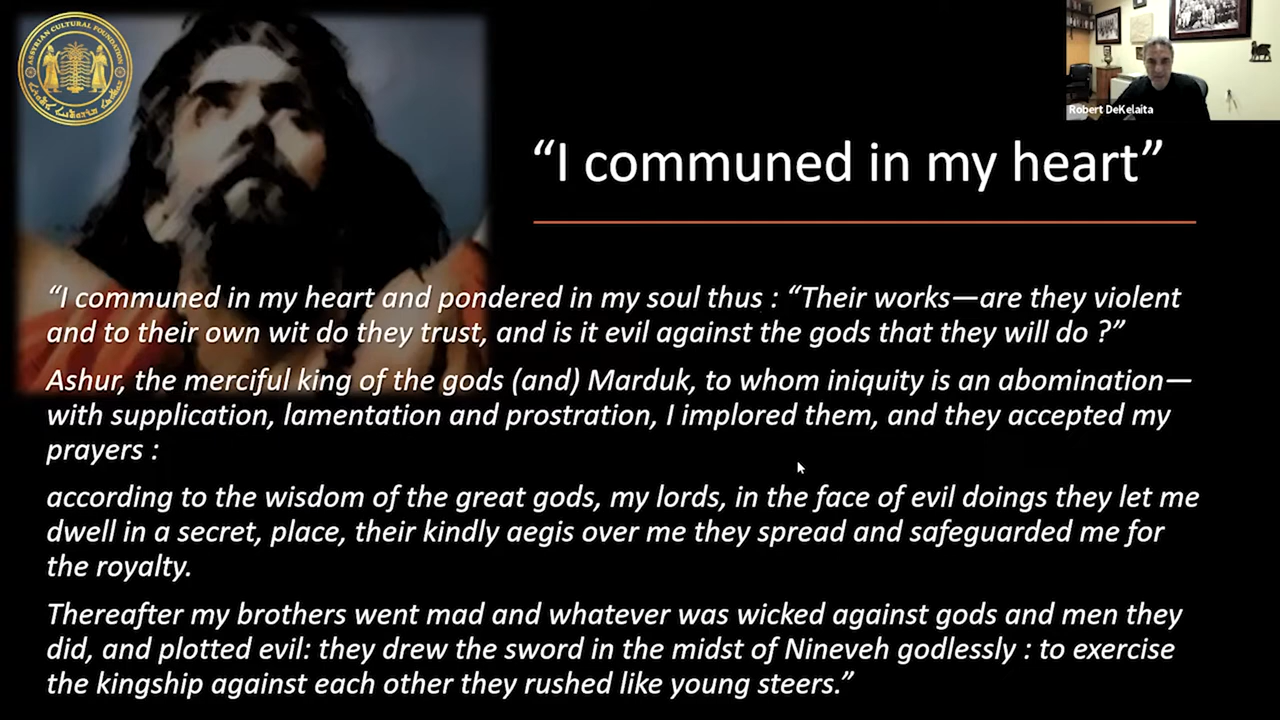 ASSYRIAN CULTURAL FOUNDATION
Robert DeKelaita
“I communed in my heart”
“I communed in my heart and pondered in my soul thus : “Their works—are they violent
and to their own wit do they trust, and is it evil against the gods that they will do ?”
Ashur, the merciful king of the gods (and) Marduk, to whom iniquity is an abomination—
with supplication, lamentation and prostration, I implored them, and they accepted my
prayers :
according to the wisdom of the great gods, my lords, in the face of evil doings they let me
dwell in a secret, place, their kindly aegis over me they spread and safeguarded me for
the royalty.
Thereafter my brothers went mad and whatever was wicked against gods and men they
did, and plotted evil: they drew the sword in the midst of Nineveh godlessly : to exercise
the kingship against each other they rushed like young steers.”